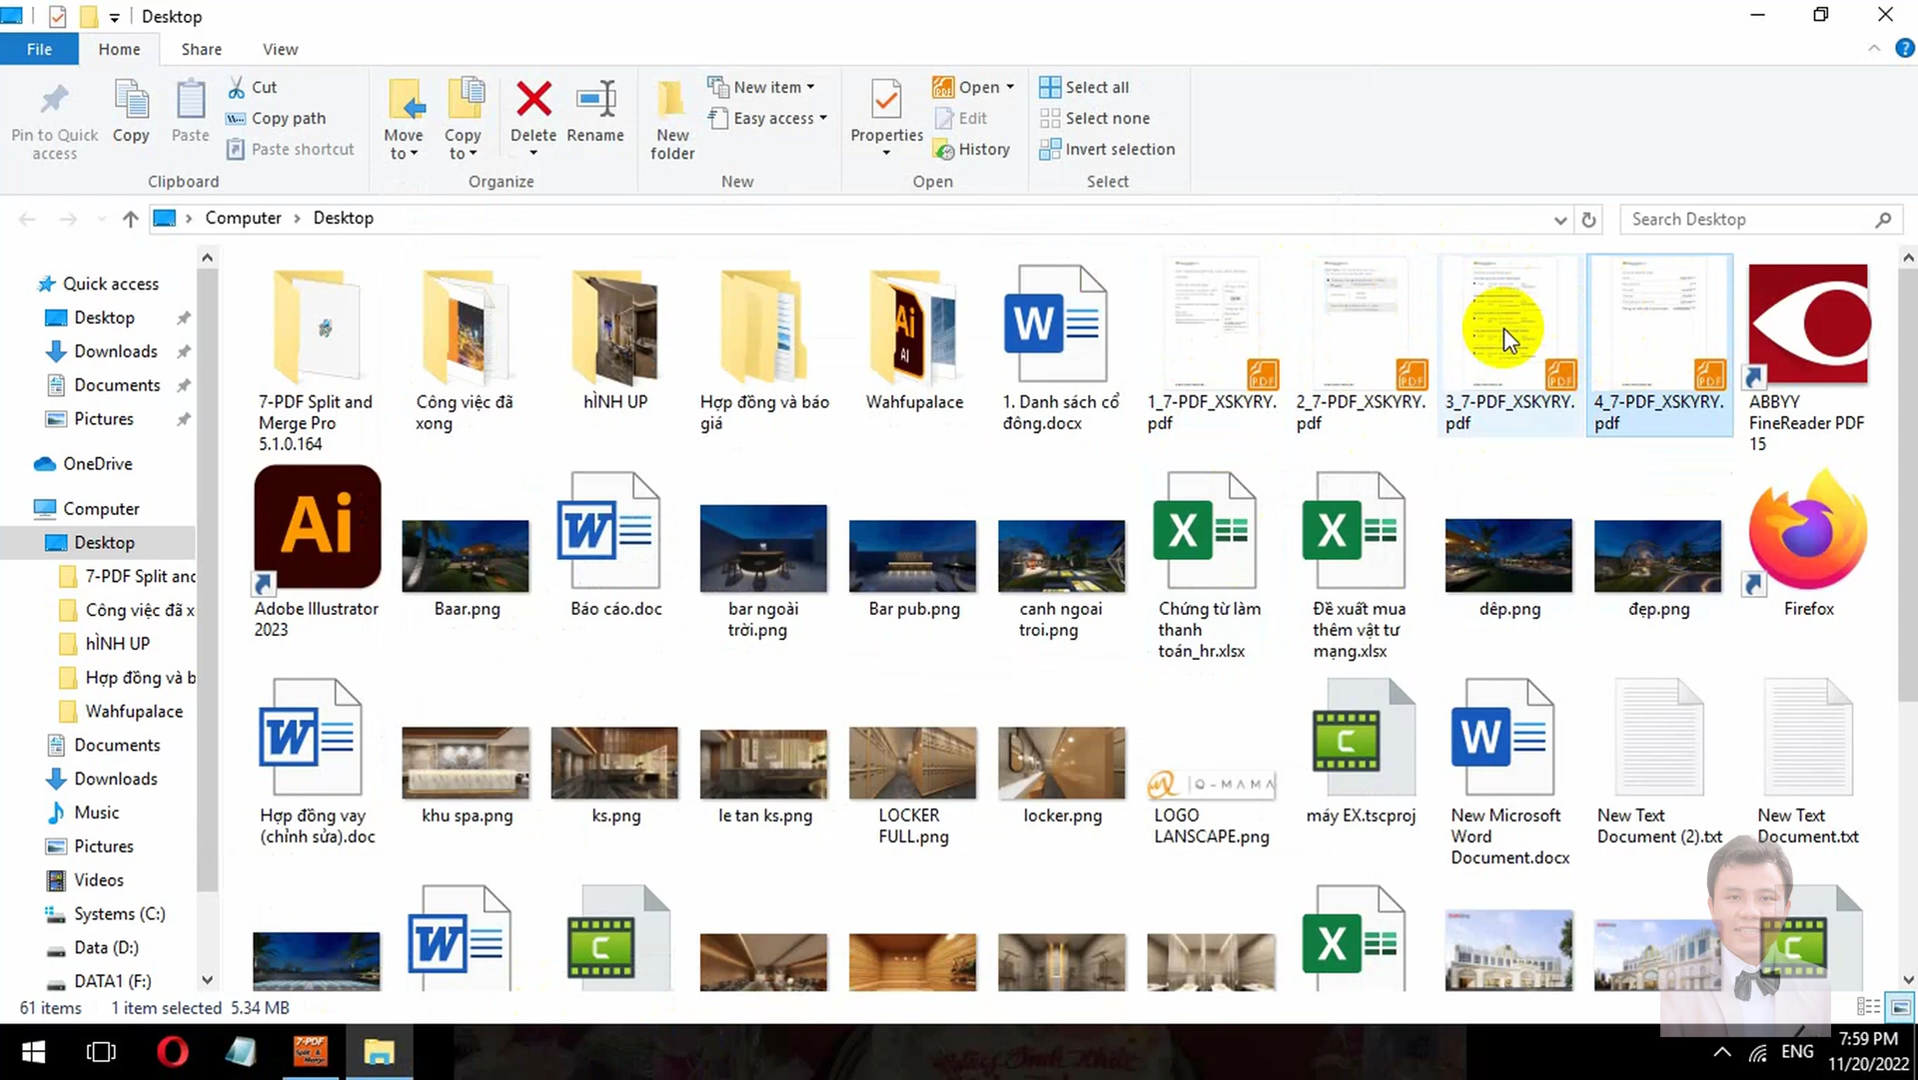 Desktop
File
Home
Share
View
Pin to Quick access
Copy
Paste
Cut
Copy path
Paste shortcut
Move to
Copy to
Delete
Rename
New folder
New item
Easy access
Properties
Open
Edit
History
Select all
Select none
Invert selection
Clipboard
Organize
New
Open
Select
Computer
Desktop
Search Desktop
Quick access
Desktop
Downloads
Documents
Pictures
OneDrive
Computer
Desktop
7-PDF Split and
Công việc đã x
hÌNH UP
Hợp đồng và b
Wahfupalace
Documents
Downloads
Music
Pictures
Videos
Systems (C:)
Data (D:)
DATA1 (F:)
7-PDF Split and
Merge Pro
5.1.0.164
Công việc đã
xong
hÌNH UP
Hợp đồng và báo
giá
Wahfupalace
1. Danh sách cổ
đông.docx
1_7-PDF_XSKYRY.
pdf
2_7-PDF_XSKYRY.
pdf
3_7-PDF_XSKYRY.
pdf
4_7-PDF_XSKYRY.
pdf
ABBYY
FineReader PDF
15
Adobe Illustrator
2023
Baar.png
Báo cáo.doc
bar ngoài
trời.png
Bar pub.png
canh ngoai
troi.png
Chứng từ làm
thanh
toán_hr.xlsx
Đề xuất mua
thêm vật tư
mạng.xlsx
dêp.png
đẹp.png
Firefox
Hợp đồng vay
(chỉnh sửa).doc
khu spa.png
ks.png
le tan ks.png
LOCKER
FULL.png
locker.png
Q-MAMA
LOGO
LANSCAPE.png
máy EX.tscproj
New Microsoft
Word
Document.docx
New Text
Document (2).txt
New Text
Document.txt
61 items
1 item selected
5.34 MB
7-PDF
Split &
Merge
ENG
7:59 PM
11/20/2022